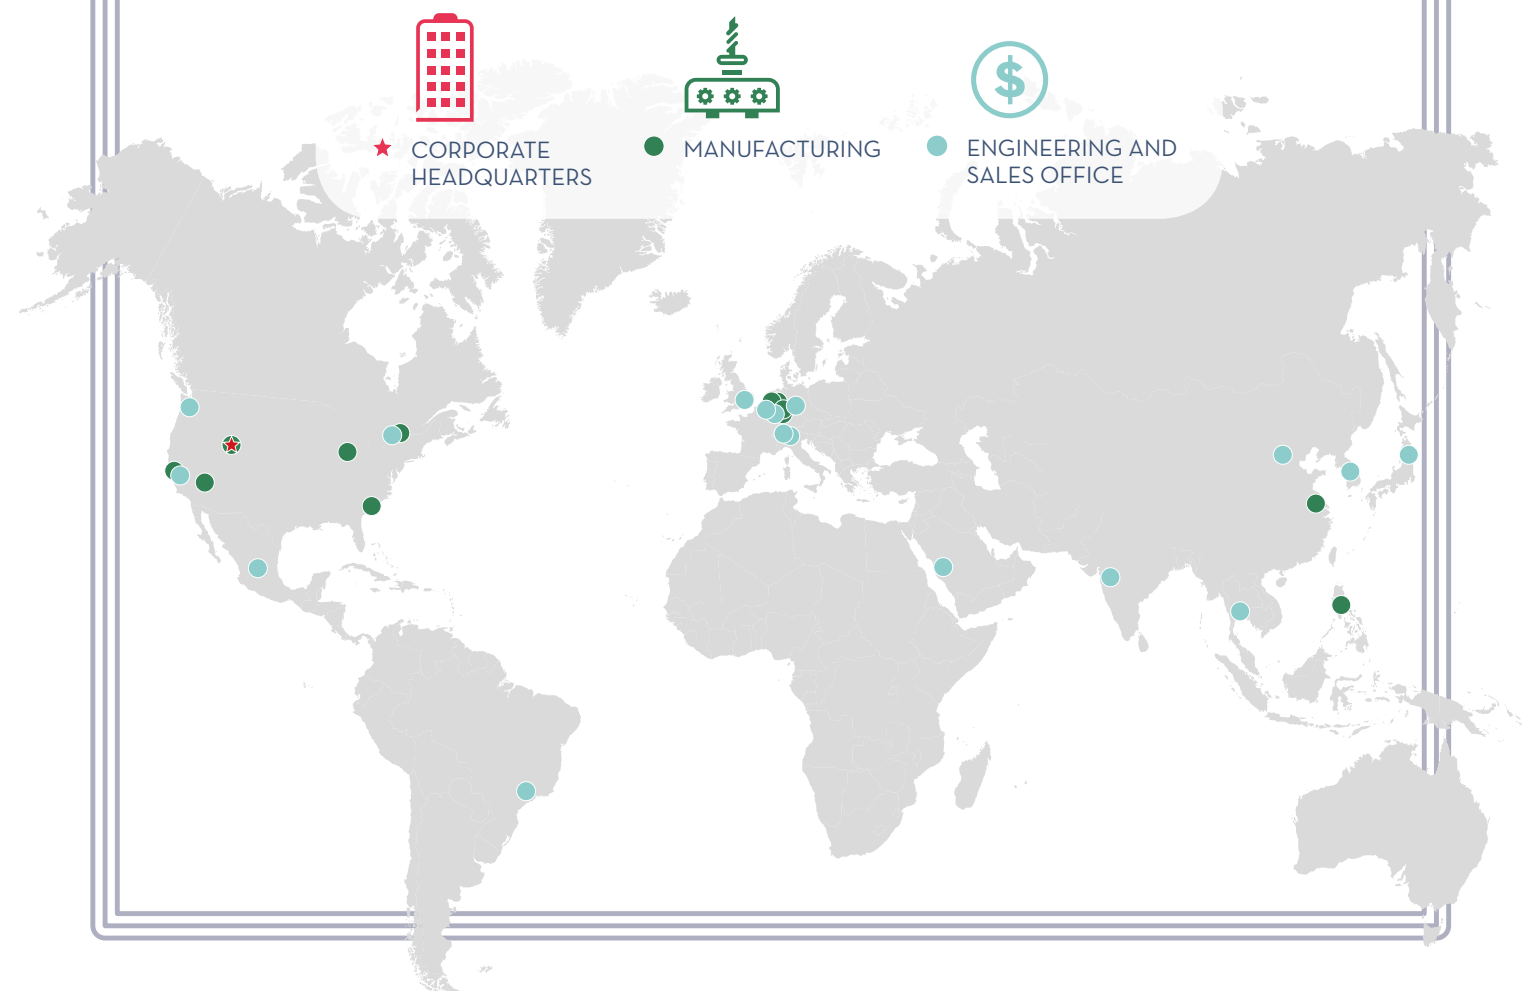 $
CORPORATE
HEADQUARTERS
MANUFACTURING
ENGINEERING AND
SALES OFFICE